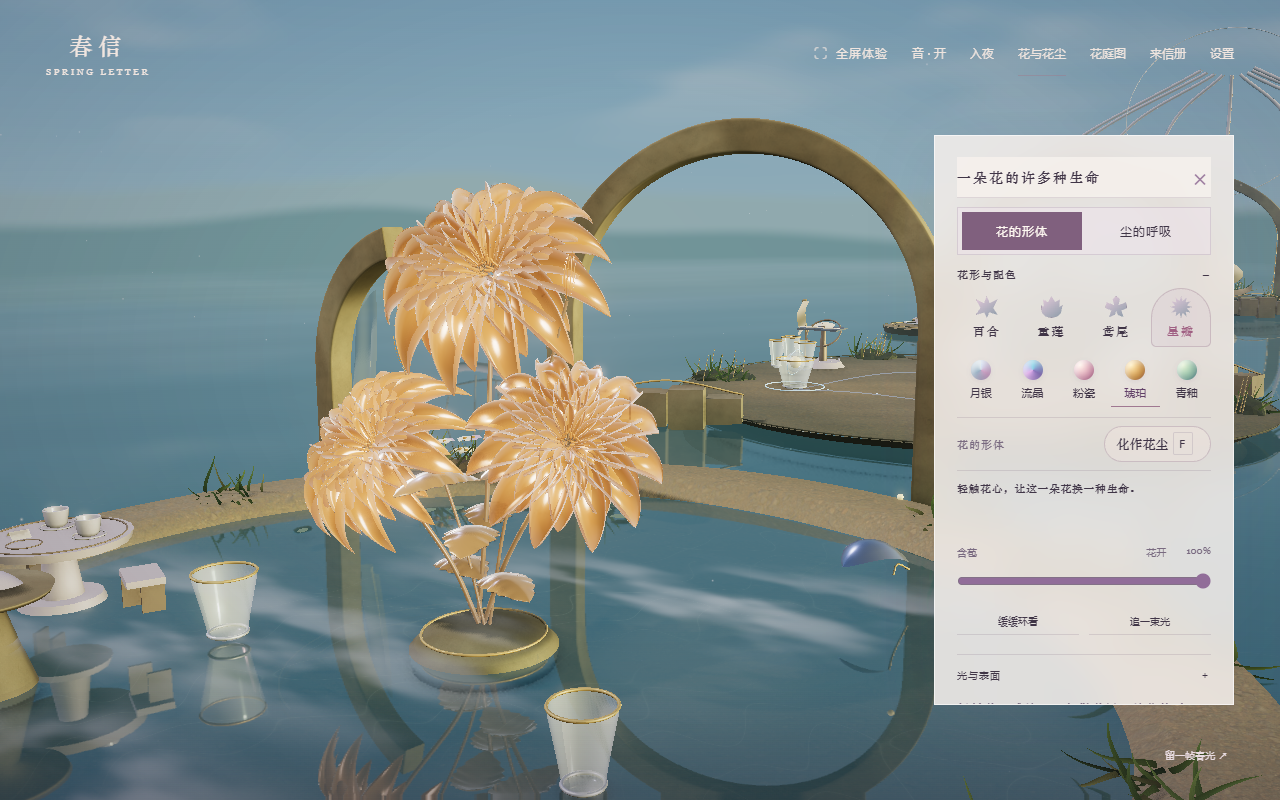 春信
SPRING LETTER
全屏体验 音·开 入夜 花与花尘 花庭图 来信册 设置
一朵花的许多种生命 ×
花的形体 尘的呼吸
花形与配色 −
百合 重莲 鸢尾 星瓣
月银 流晶 粉瓷 琥珀 青釉
花的形体 化作花尘 F
轻触花心，让这一朵花换一种生命。
含苞 花开 100%
缓缓环看 追一束光
光与表面 +
留一帧春光 ↗